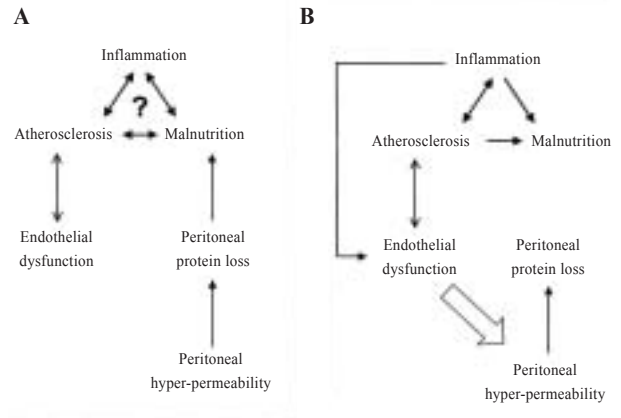 A
Inflammation
?
Atherosclerosis
Malnutrition
Endothelial
dysfunction
Peritoneal
protein loss
Peritoneal
hyper-permeability
B
Inflammation
Atherosclerosis
Malnutrition
Endothelial
dysfunction
Peritoneal
protein loss
Peritoneal
hyper-permeability